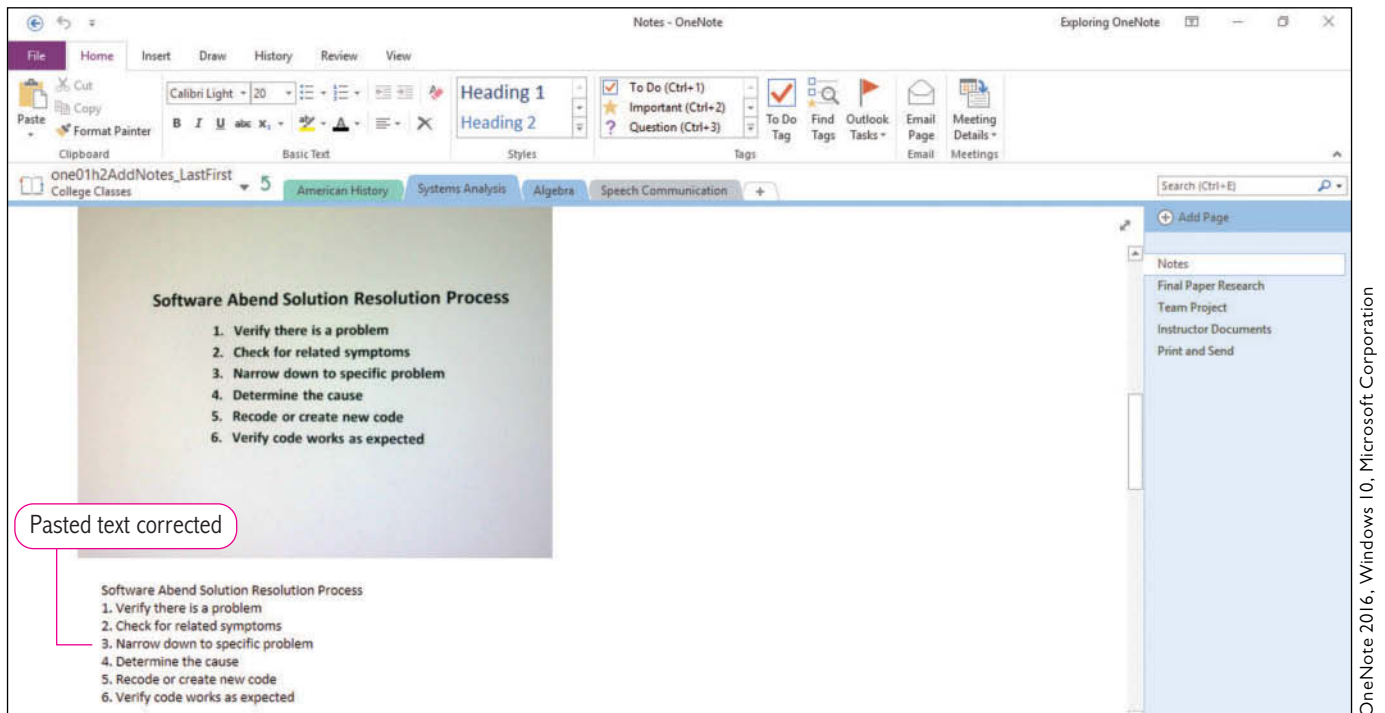 Notes - OneNote
Exploring OneNote
File Home Insert Draw History Review View
Cut
Copy
Paste
Format Painter
Clipboard
Calibri Light 20
B I U abc x₂ aby A
Basic Text
Heading 1
Heading 2
Styles
To Do (Ctrl+1)
Important (Ctrl+2)
? Question (Ctrl+3)
To Do Tag
Find Tags
Outlook Tasks
Tags
Email Page
Email
Meeting Details
Meetings
one01h2AddNotes_LastFirst
College Classes
5
American History Systems Analysis Algebra Speech Communication +
Search (Ctrl+E)
Add Page
Notes
Final Paper Research
Team Project
Instructor Documents
Print and Send
Software Abend Solution Resolution Process
1. Verify there is a problem
2. Check for related symptoms
3. Narrow down to specific problem
4. Determine the cause
5. Recode or create new code
6. Verify code works as expected
Pasted text corrected
Software Abend Solution Resolution Process
1. Verify there is a problem
2. Check for related symptoms
3. Narrow down to specific problem
4. Determine the cause
5. Recode or create new code
6. Verify code works as expected
OneNote 2016, Windows 10, Microsoft Corporation